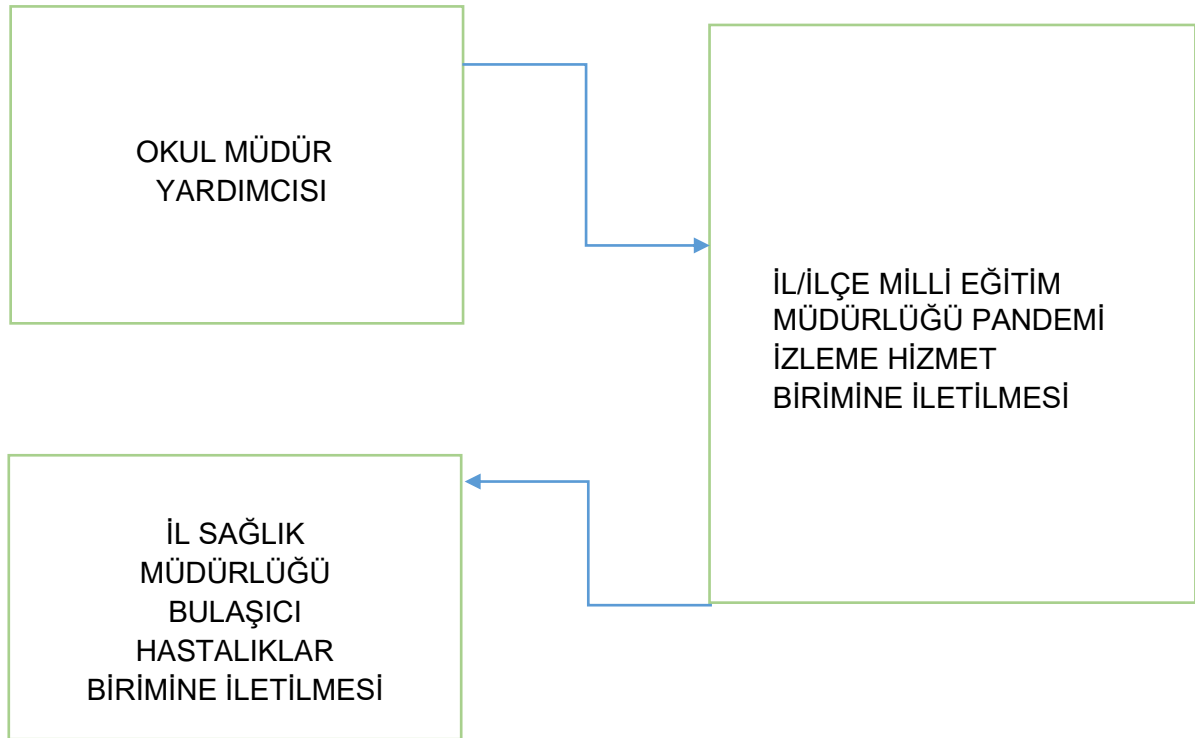 OKUL MÜDÜR
YARDIMCISI
İL/İLÇE MİLLİ EĞİTİM
MÜDÜRLÜĞÜ PANDEMİ
İZLEME HİZMET
BİRİMİNE İLETİLMESİ
İL SAĞLIK
MÜDÜRLÜĞÜ
BULAŞICI
HASTALIKLAR
BİRİMİNE İLETİLMESİ